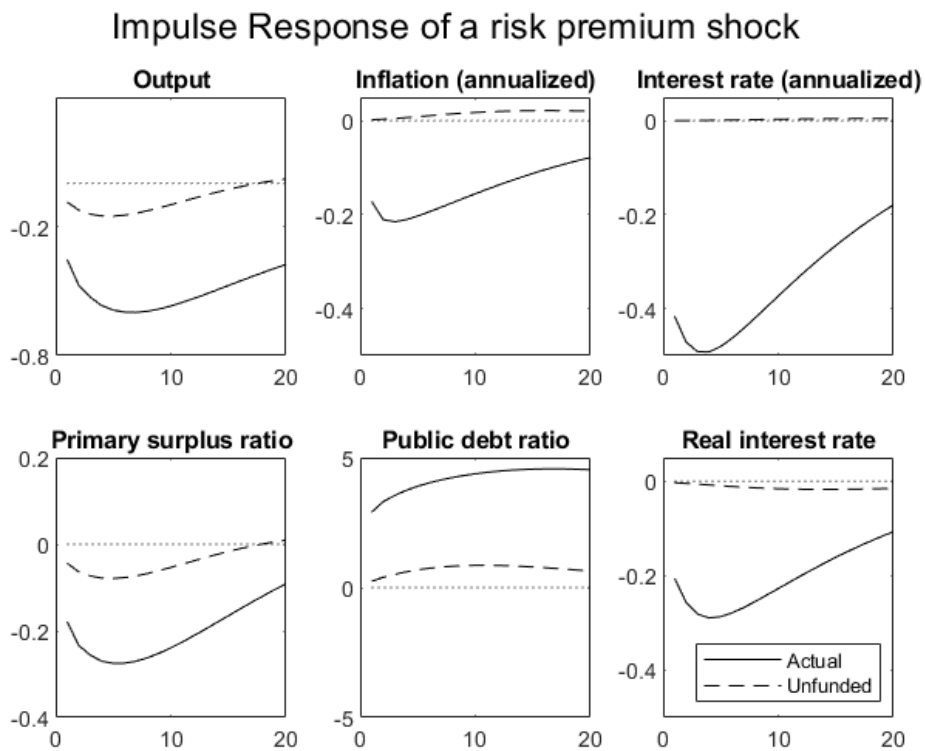 Impulse Response of a risk premium shock
Output
-0.2
-0.8
0 10 20
Inflation (annualized)
0
-0.2
-0.4
0 10 20
Interest rate (annualized)
0
-0.2
-0.4
0 10 20
Primary surplus ratio
0.2
0
-0.2
-0.4
0 10 20
Public debt ratio
5
0
-5
0 10 20
Real interest rate
0
-0.2
-0.4
Actual
Unfunded
0 10 20